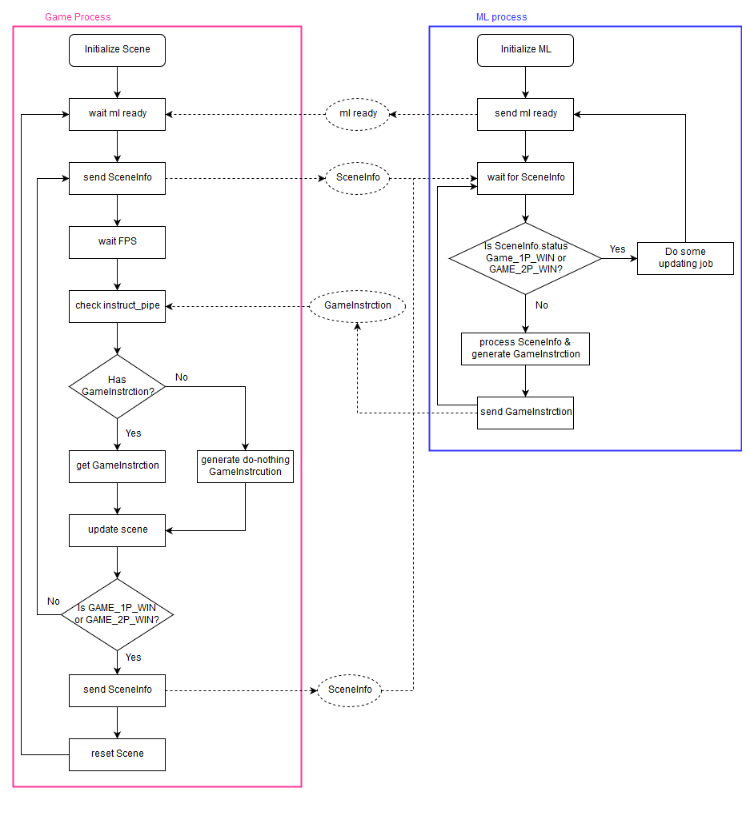 Game Process
Initialize Scene
wait ml ready
send SceneInfo
wait FPS
check instruct_pipe
Has
GameInstrction?
No
Yes
get GameInstrction
generate do-nothing
GameInstrcution
update scene
Is GAME_1P_WIN
or GAME_2P_WIN?
No
Yes
send SceneInfo
reset Scene
ml ready
SceneInfo
GameInstrction
SceneInfo
ML process
Initialize ML
send ml ready
wait for SceneInfo
Is SceneInfo.status
Game_1P_WIN or
GAME_2P_WIN?
Yes
Do some
updating job
No
process SceneInfo &
generate GameInstrction
send GameInstrction